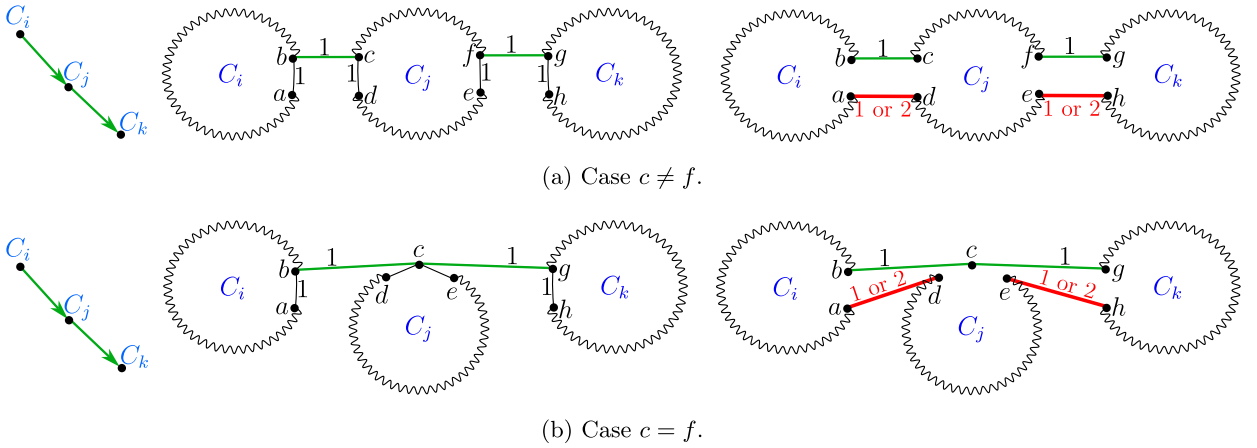 C_i
C_j
C_k
b 1 c f 1 g
C_i 1 1 C_j 1 1 C_k
a d e h
b 1 c f 1 g
C_i C_j C_k
a 1 or 2 d e 1 or 2 h
(a) Case c ≠ f.
C_i
C_j
C_k
b 1 c 1 g
C_i 1 d e 1 C_k
a C_j h
b 1 c 1 g
C_i 1 or 2 d e 1 or 2 C_k
a C_j h
(b) Case c = f.